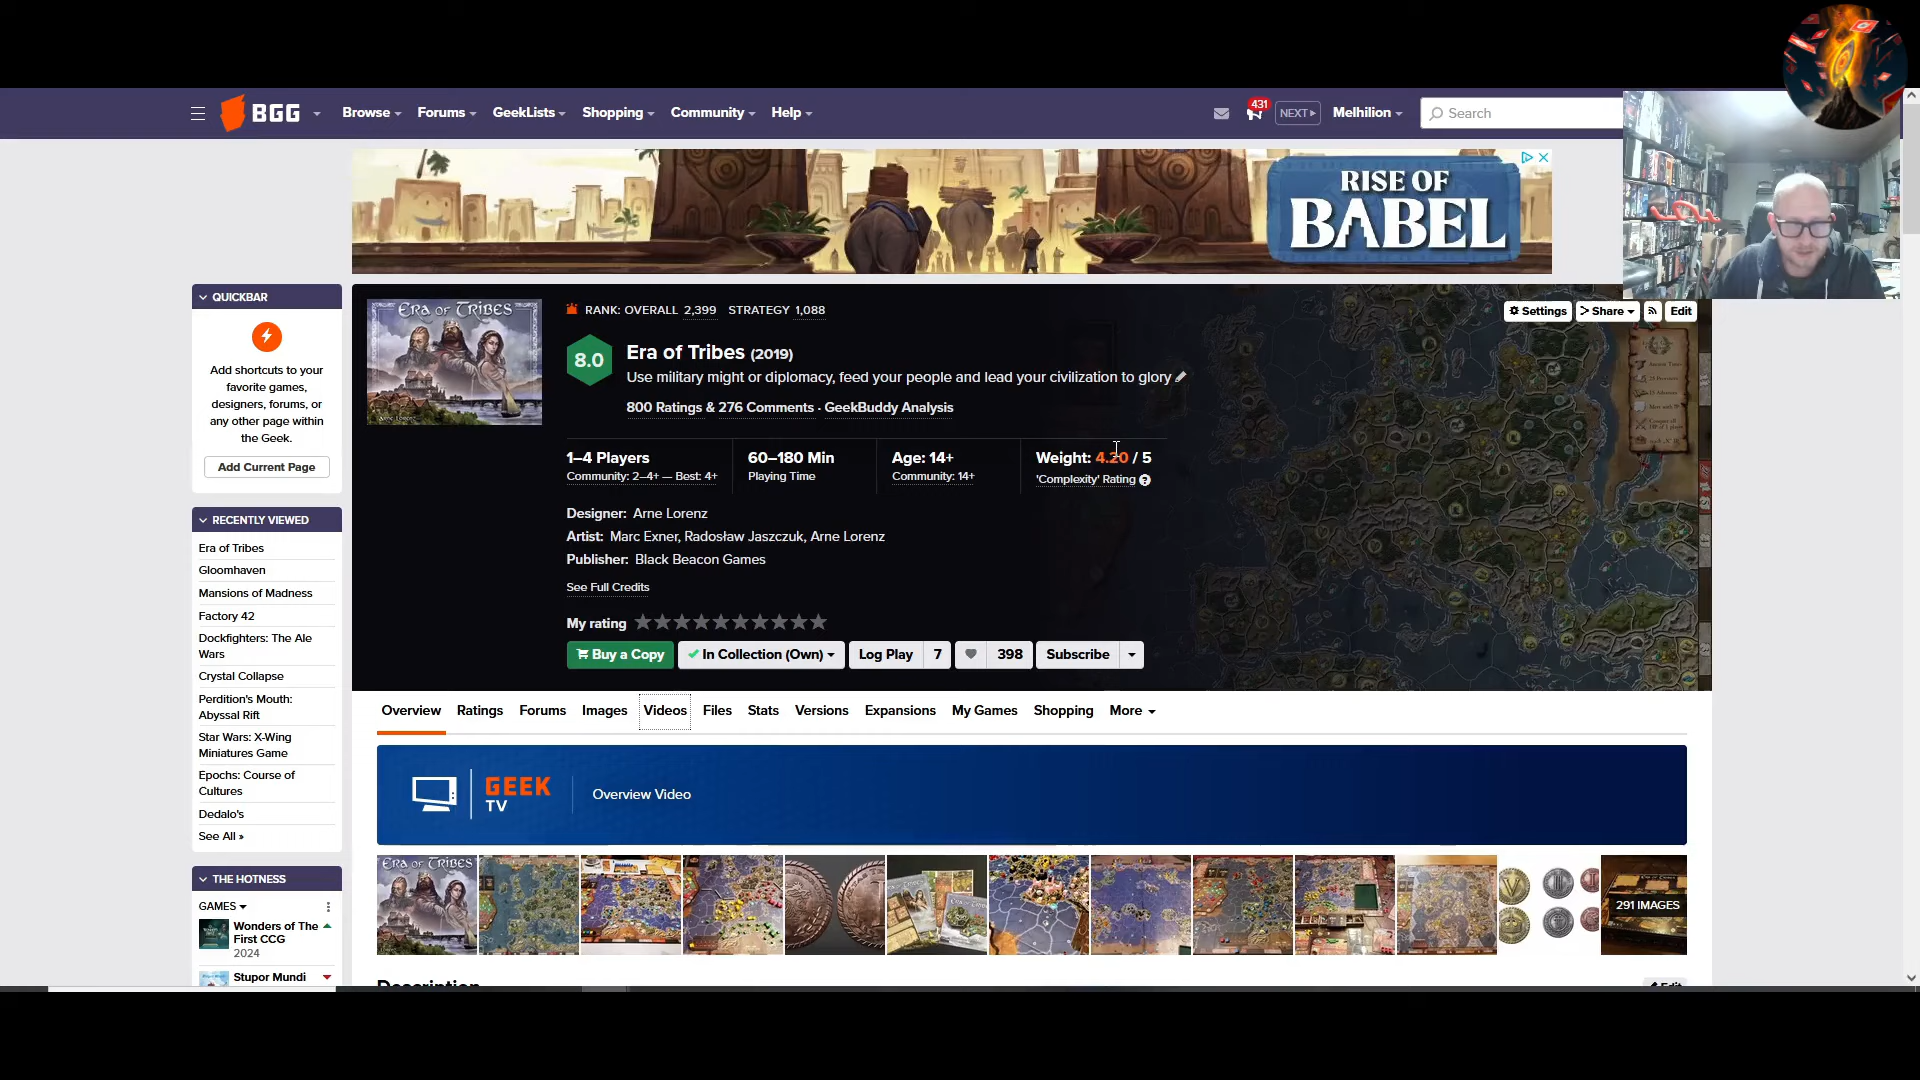 BGG
Browse
Forums
GeekLists
Shopping
Community
Help
431
NEXT
Melhilion
Search
RISE OF
BABEL
QUICKBAR
Add shortcuts to your
favorite games,
designers, forums, or
any other page within
the Geek.
Add Current Page
RECENTLY VIEWED
Era of Tribes
Gloomhaven
Mansions of Madness
Factory 42
Dockfighters: The Ale
Wars
Crystal Collapse
Perdition's Mouth:
Abyssal Rift
Star Wars: X-Wing
Miniatures Game
Epochs: Course of
Cultures
Dedalo's
See All »
THE HOTNESS
GAMES
Wonders of The
First CCG
2024
Stupor Mundi
ERA OF TRIBES
RANK: OVERALL 2,399 STRATEGY 1,088
Settings
Share
Edit
8.0
Era of Tribes (2019)
Use military might or diplomacy, feed your people and lead your civilization to glory
800 Ratings & 276 Comments · GeekBuddy Analysis
1–4 Players
Community: 2–4+ — Best: 4+
60–180 Min
Playing Time
Age: 14+
Community: 14+
Weight: 4.20 / 5
'Complexity' Rating
Designer: Arne Lorenz
Artist: Marc Exner, Radosław Jaszczuk, Arne Lorenz
Publisher: Black Beacon Games
See Full Credits
My rating
Buy a Copy
In Collection (Own)
Log Play 7
398
Subscribe
Overview
Ratings
Forums
Images
Videos
Files
Stats
Versions
Expansions
My Games
Shopping
More
GEEK
TV
Overview Video
ERA OF TRIBES
291 IMAGES
Description
Edit